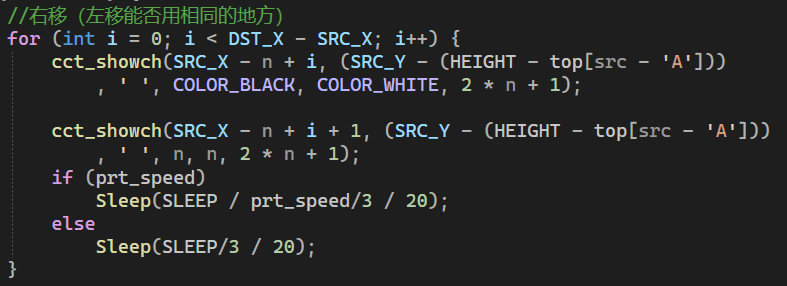 //右移（左移能否用相同的地方）
for (int i = 0; i < DST_X - SRC_X; i++) {
cct_showch(SRC_X - n + i, (SRC_Y - (HEIGHT - top[src - 'A']))
, ' ', COLOR_BLACK, COLOR_WHITE, 2 * n + 1);
cct_showch(SRC_X - n + i + 1, (SRC_Y - (HEIGHT - top[src - 'A']))
, ' ', n, n, 2 * n + 1);
if (prt_speed)
Sleep(SLEEP / prt_speed/3 / 20);
else
Sleep(SLEEP/3 / 20);
}